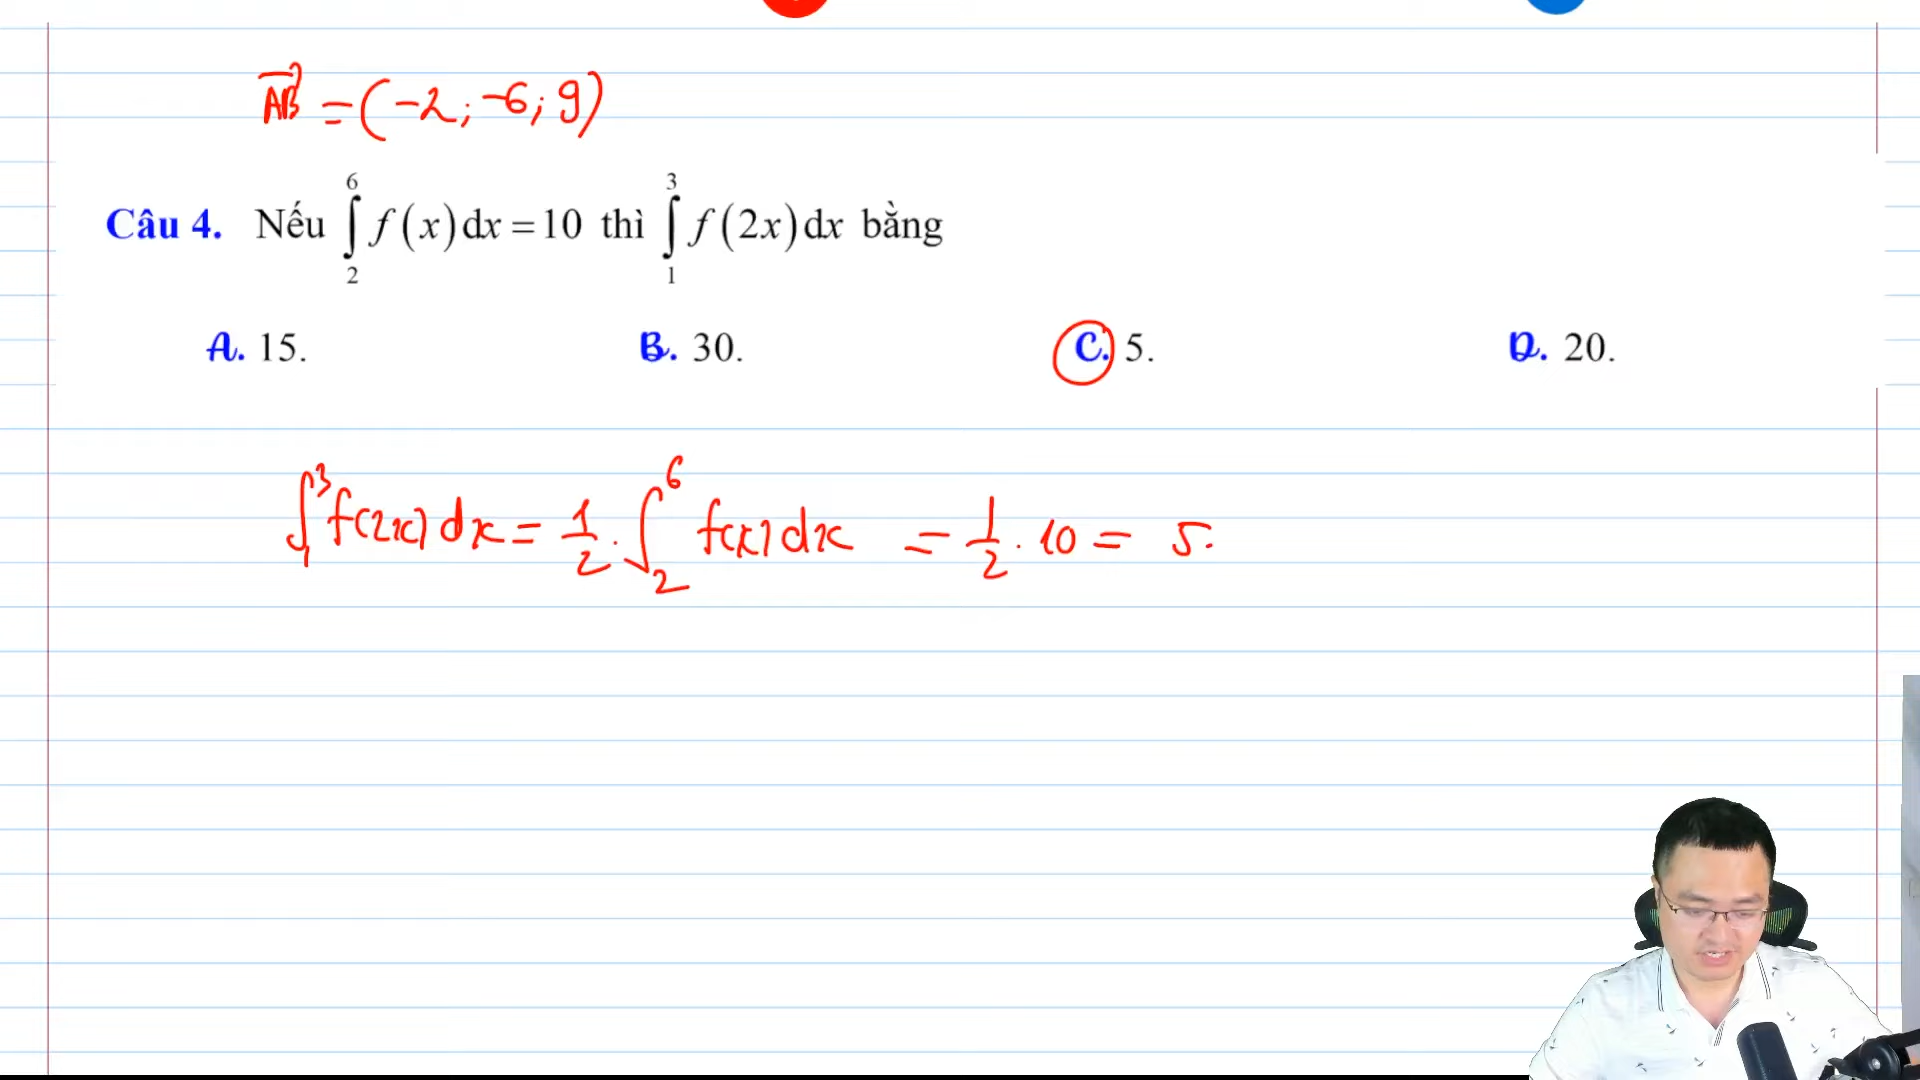 AB⃗ = (-2; -6; 9)
Câu 4. Nếu ∫₂⁶ f(x)dx = 10 thì ∫₁³ f(2x)dx bằng
A. 15. B. 30. C. 5. D. 20.
∫₁³ f(2x) dx = 1/2 . ∫₂⁶ f(x) dx = 1/2 . 10 = 5.